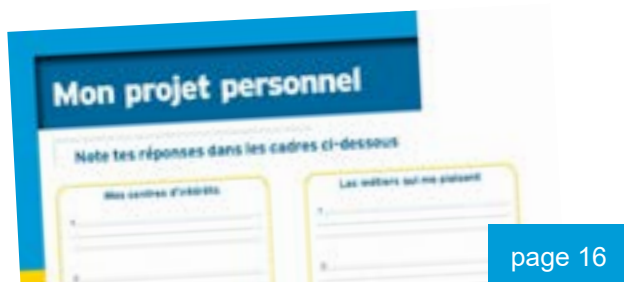 Mon projet personnel
Note tes réponses dans les cadres ci-dessous
Mes centres d'intérêts
Les métiers qui me plaisent
page 16